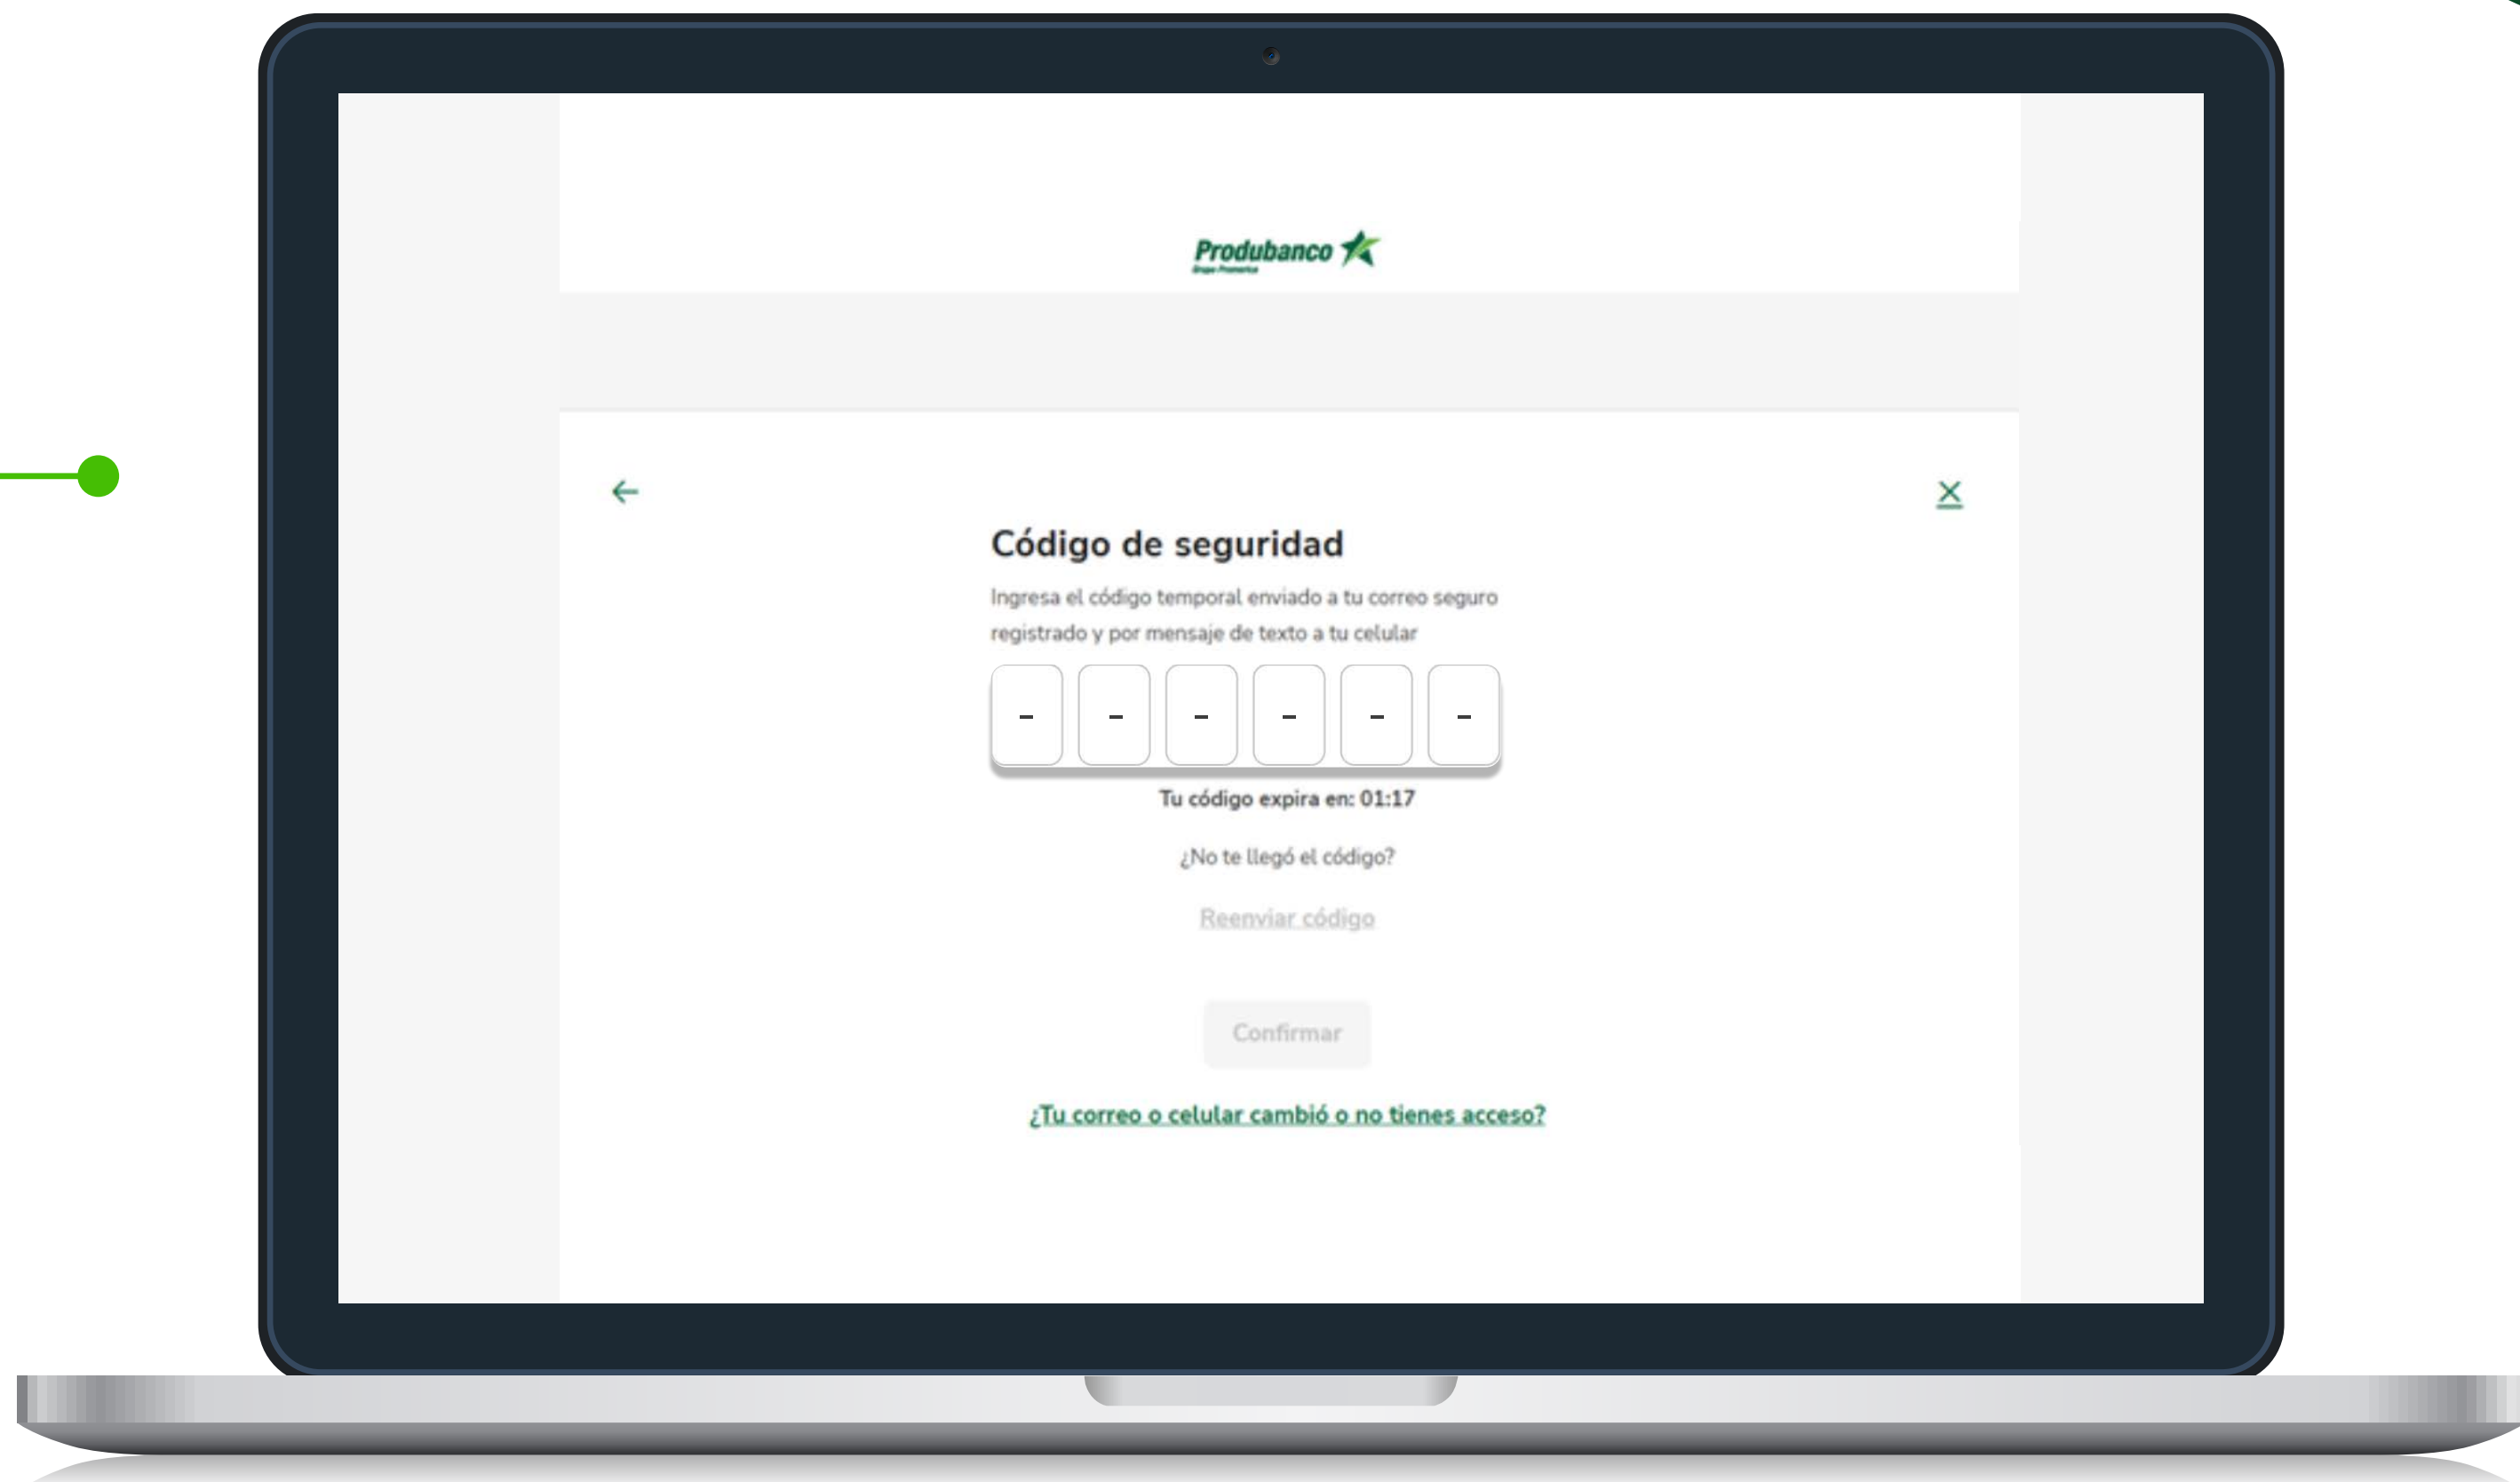 Produbanco
Grupo Promerica
Código de seguridad
Ingresa el código temporal enviado a tu correo seguro
registrado y por mensaje de texto a tu celular
- - - - - -
Tu código expira en: 01:17
¿No te llegó el código?
Reenviar código
Confirmar
¿Tu correo o celular cambió o no tienes acceso?